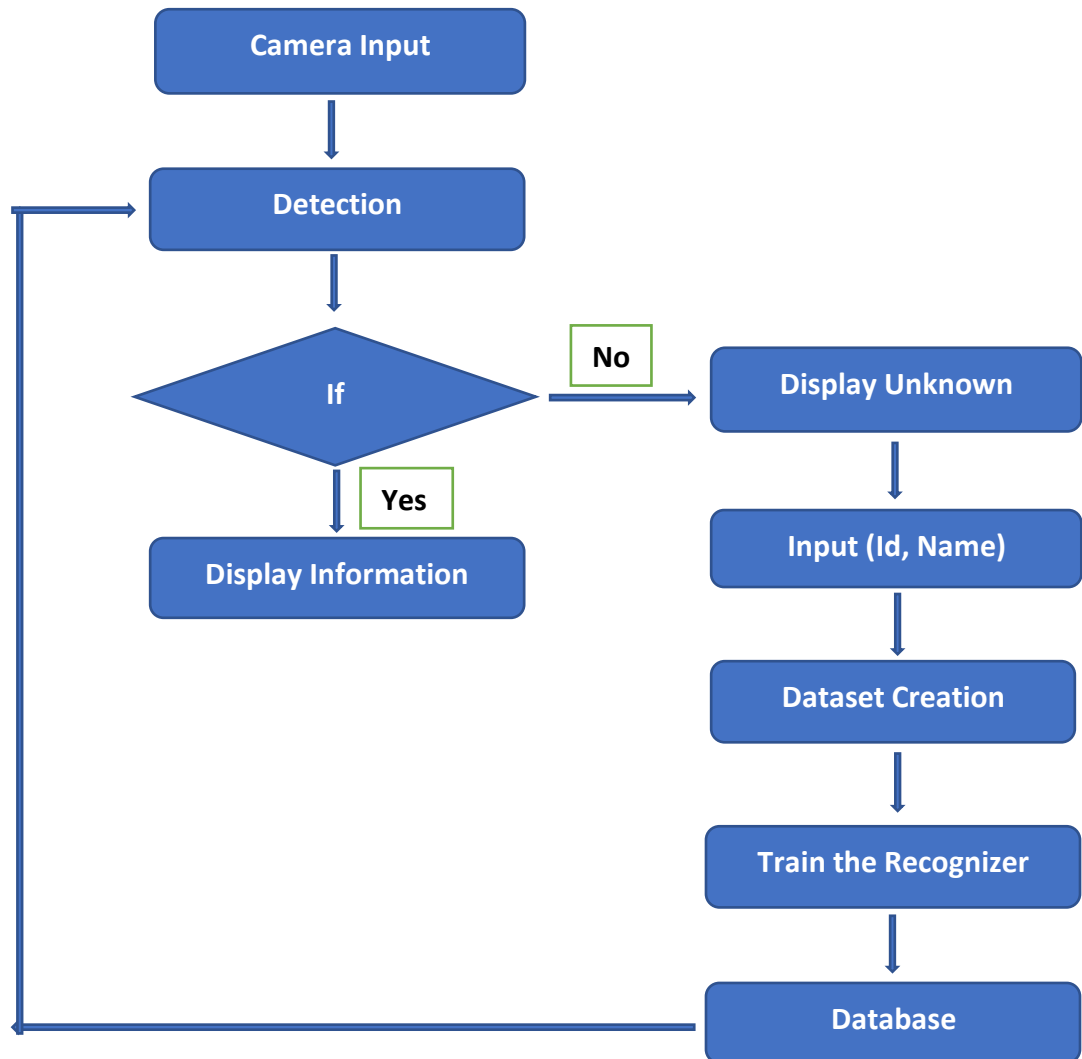 Camera Input
Detection
If
No
Display Unknown
Yes
Input (Id, Name)
Display Information
Dataset Creation
Train the Recognizer
Database